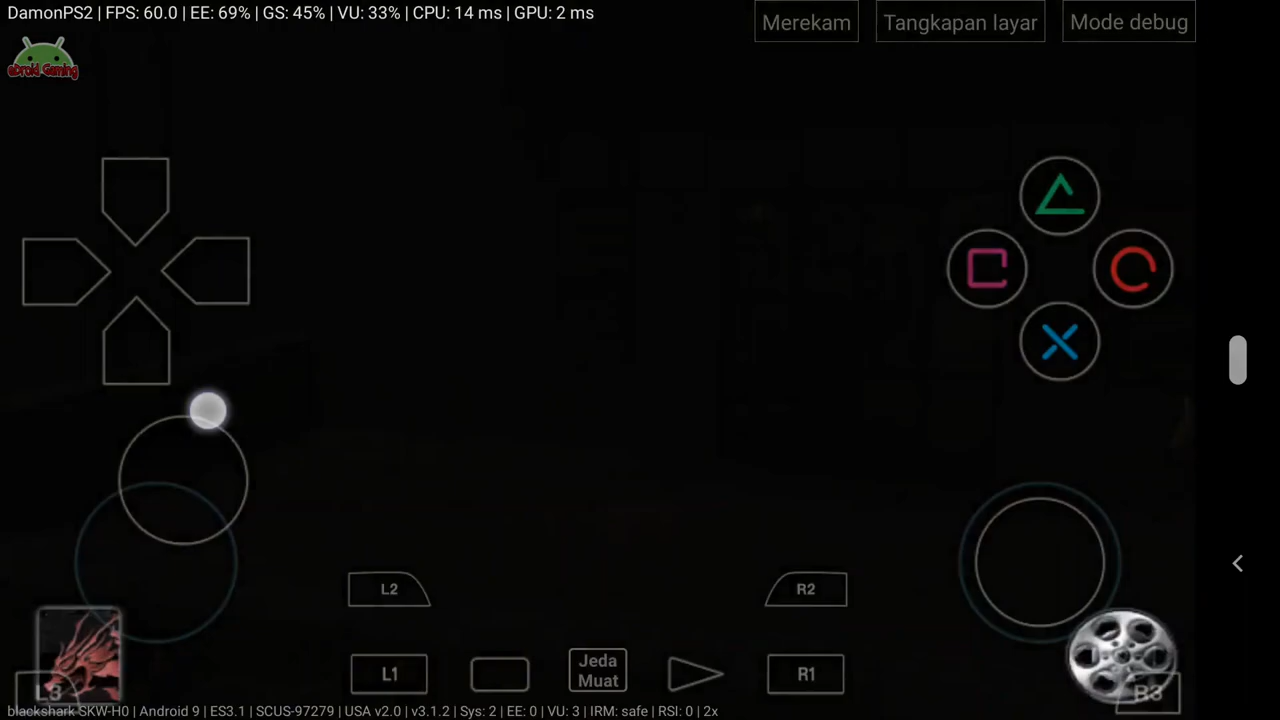 DamonPS2 | FPS: 60.0 | EE: 69% | GS: 45% | VU: 33% | CPU: 14 ms | GPU: 2 ms
Merekam
Tangkapan layar
Mode debug
eDroid Gaming
L2
R2
L1
Jeda
Muat
R1
L3
R3
blackshark SKW-H0 | Android 9 | ES3.1 | SCUS-97279 | USA v2.0 | v3.1.2 | Sys: 2 | EE: 0 | VU: 3 | IRM: safe | RSI: 0 | 2x